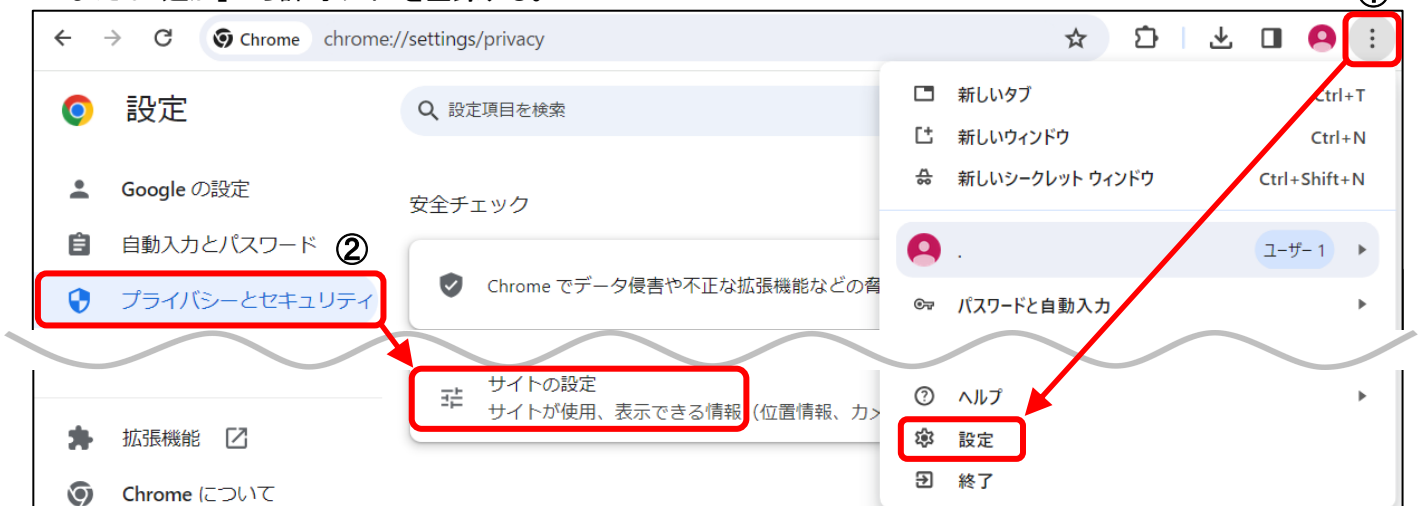 ①
Chrome chrome://settings/privacy
設定
設定項目を検索
Google の設定
自動入力とパスワード
②
プライバシーとセキュリティ
拡張機能
Chrome について
安全チェック
Chrome でデータ侵害や不正な拡張機能などの脅
サイトの設定
サイトが使用、表示できる情報（位置情報、カメ
新しいタブ Ctrl+T
新しいウィンドウ Ctrl+N
新しいシークレット ウィンドウ Ctrl+Shift+N
. ユーザー 1
パスワードと自動入力
ヘルプ
設定
終了